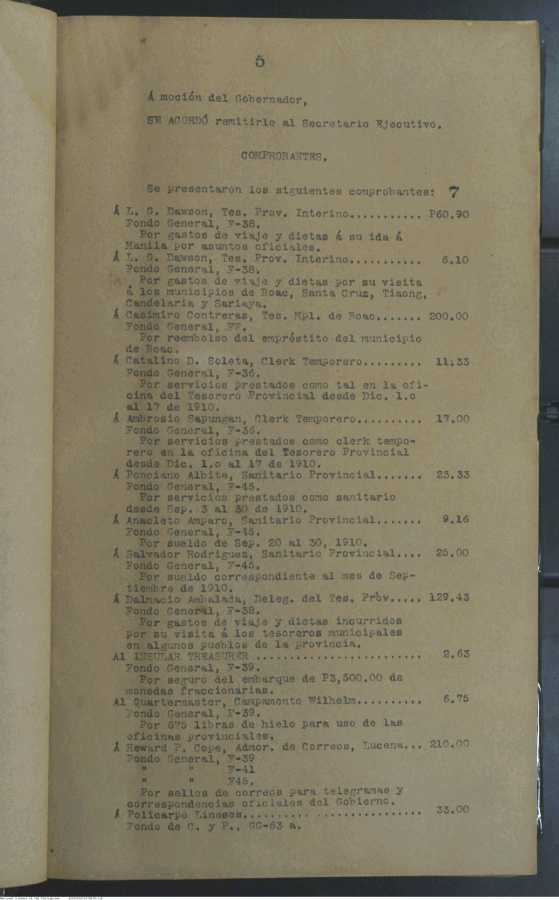 5
Á moción del Gobernador,
SE ACORDÓ remitirlo al Secretario Ejecutivo.
COMPROBANTES.
Se presentaron los siguientes comprobantes: 7
Á L. G. Dawson, Tes. Prov. Interino........... P60.90
Fondo General, F-38.
Por gastos de viaje y dietas á su ida á
Manila por asuntos oficiales.
Á L. G. Dawson, Tes. Prov. Interino........... 6.10
Fondo General, F-38.
Por gastos de viaje y dietas por su visita
á los municipios de Boac, Santa Cruz, Tiaong,
Candelaria y Sariaya.
Á Casimiro Contreras, Tes. Mpl. de Boac....... 200.00
Fondo General, FF.
Por reembolso del empréstito del municipio
de Boac.
Á Catalino D. Soleta, Clerk Temporero......... 11.33
Fondo General, F-36.
Por servicios prestados como tal en la ofi-
cina del Tesorero Provincial desde Dic. 1.o
al 17 de 1910.
Á Ambrosio Sapungan, Clerk Temporero.......... 17.00
Fondo General, F-36.
Por servicios prestados como clerk tempo-
rero en la oficina del Tesorero Provincial
desde Dic. 1.o al 17 de 1910.
Á Ponciano Albite, Sanitario Provincial....... 23.33
Fondo General, F-45.
Por servicios prestados como sanitario
desde Sep. 3 al 30 de 1910.
Á Anacleto Amparo, Sanitario Provincial....... 9.16
Fondo General, F-45.
Por sueldo de Sep. 20 al 30, 1910.
Á Salvador Rodriguez, Sanitario Provincial.... 25.00
Fondo General, F-45.
Por sueldo correspondiente al mes de Sep-
tiembre de 1910.
Á Dalmacio Ambalada, Deleg. del Tes. Prov..... 129.43
Fondo General, F-38.
Por gastos de viaje y dietas incurridos
por su visita á los tesoreros municipales
en algunos pueblos de la provincia.
Al INSULAR TREASURER ........................ 2.63
Fondo General, F-39.
Por seguro del embarque de P3,500.00 de
monedas fraccionarias.
Al Quartermaster, Campamento Wilhelm.......... 6.75
Fondo General, F-39.
Por 675 libras de hielo para uso de las
oficinas provinciales.
Á Howard P. Cope, Admor. de Correos, Lucena... 210.00
Fondo General, F-39
" " F-41
" " F45.
Por sellos de correos para telegramas y
correspondencias oficiales del Gobierno.
Á Policarpo Linosos.......... ................ 33.00
Fondo de C. y P., GG-63 a.